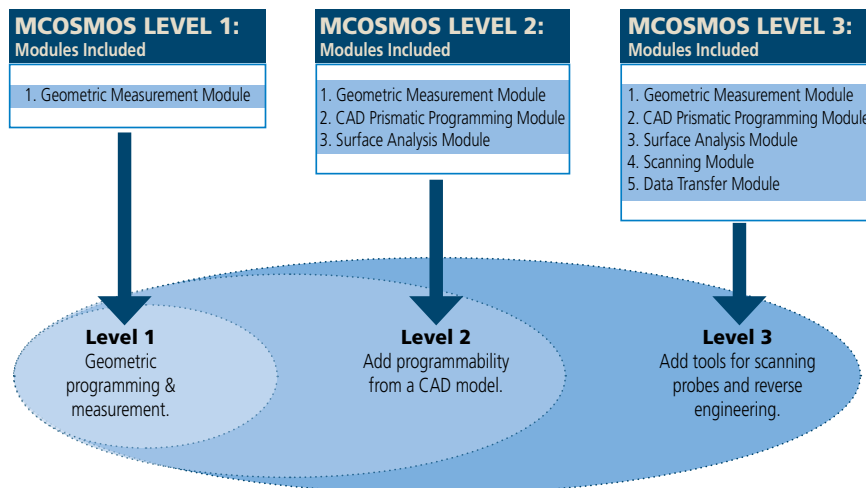 MCOSMOS LEVEL 1:
Modules Included
1. Geometric Measurement Module
MCOSMOS LEVEL 2:
Modules Included
1. Geometric Measurement Module
2. CAD Prismatic Programming Module
3. Surface Analysis Module
MCOSMOS LEVEL 3:
Modules Included
1. Geometric Measurement Module
2. CAD Prismatic Programming Module
3. Surface Analysis Module
4. Scanning Module
5. Data Transfer Module
Level 1
Geometric
programming &
measurement.
Level 2
Add programmability
from a CAD model.
Level 3
Add tools for scanning
probes and reverse
engineering.